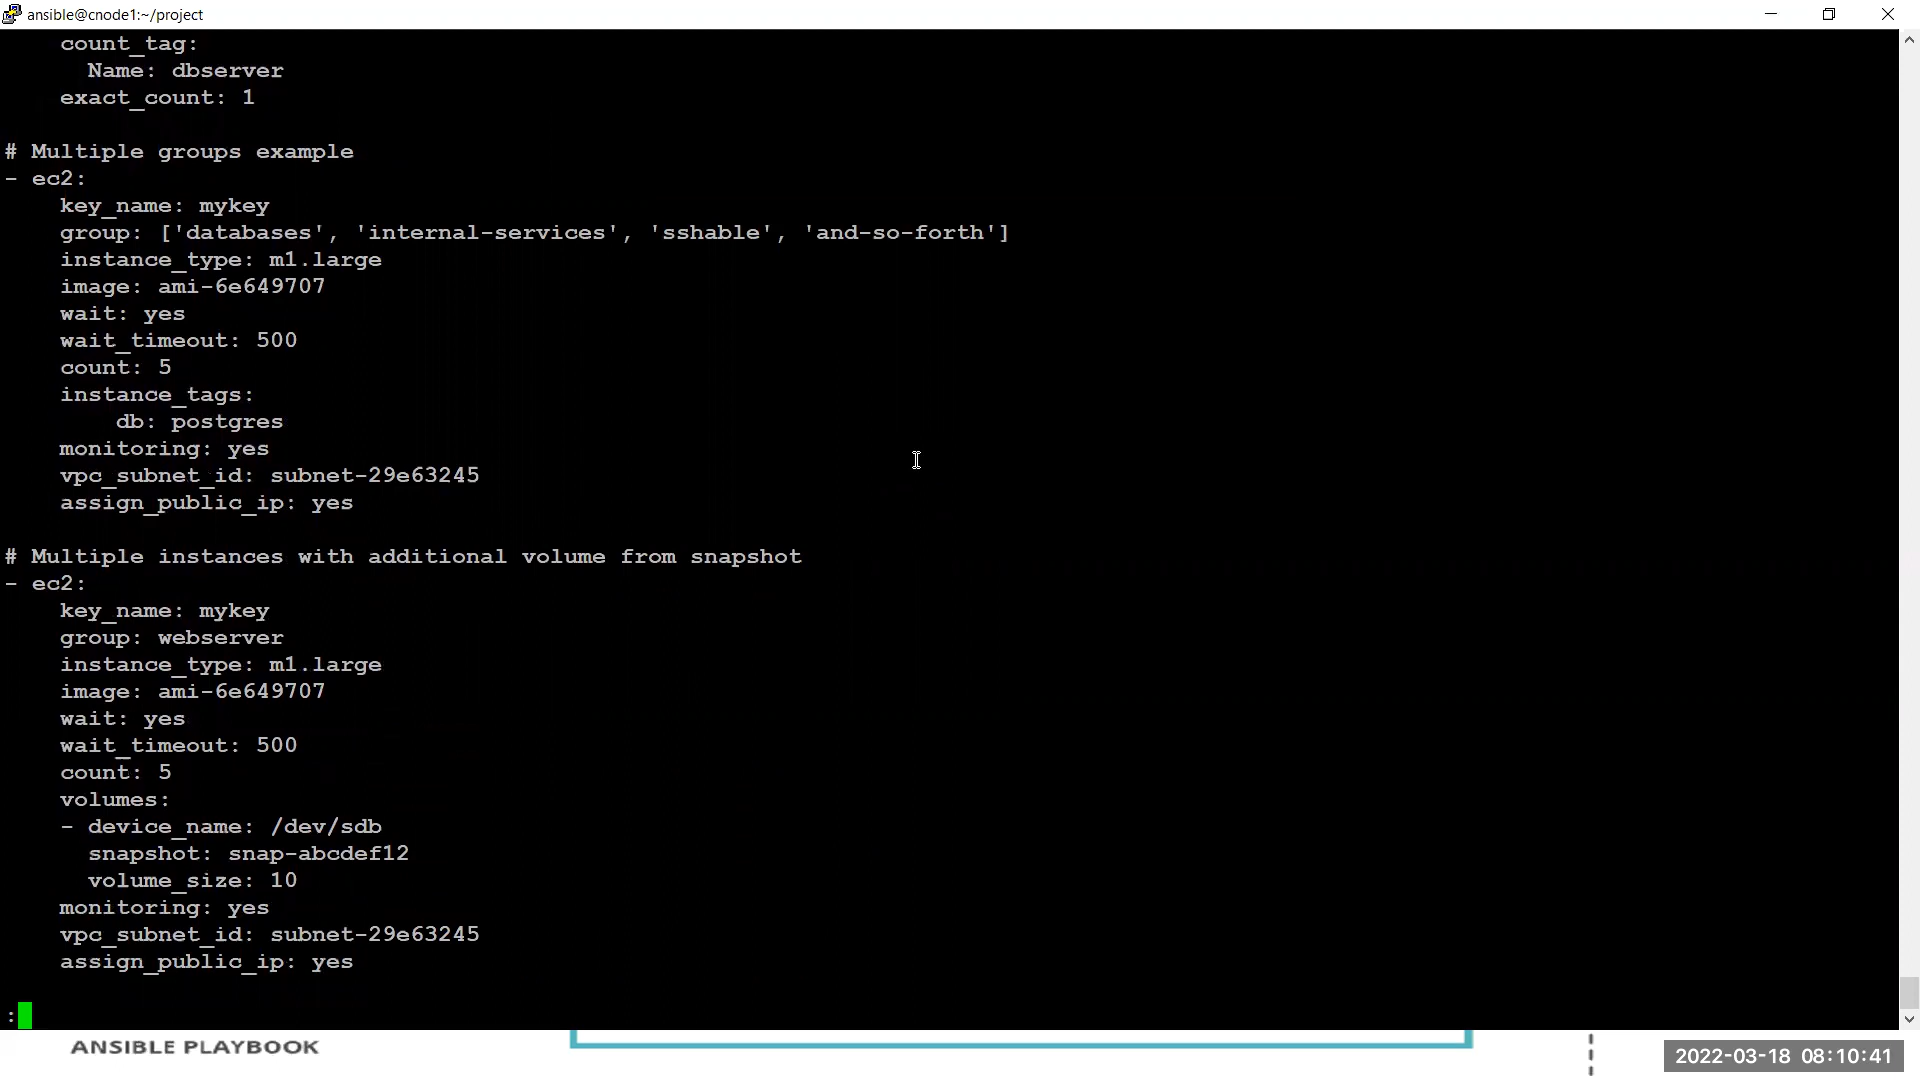 ansible@cnode1:~/project
count_tag:
Name: dbserver
exact_count: 1
# Multiple groups example
- ec2:
key_name: mykey
group: ['databases', 'internal-services', 'sshable', 'and-so-forth']
instance_type: m1.large
image: ami-6e649707
wait: yes
wait_timeout: 500
count: 5
instance_tags:
db: postgres
monitoring: yes
vpc_subnet_id: subnet-29e63245
assign_public_ip: yes
# Multiple instances with additional volume from snapshot
- ec2:
key_name: mykey
group: webserver
instance_type: m1.large
image: ami-6e649707
wait: yes
wait_timeout: 500
count: 5
volumes:
- device_name: /dev/sdb
snapshot: snap-abcdef12
volume_size: 10
monitoring: yes
vpc_subnet_id: subnet-29e63245
assign_public_ip: yes
:
ANSIBLE PLAYBOOK
2022-03-18 08:10:41